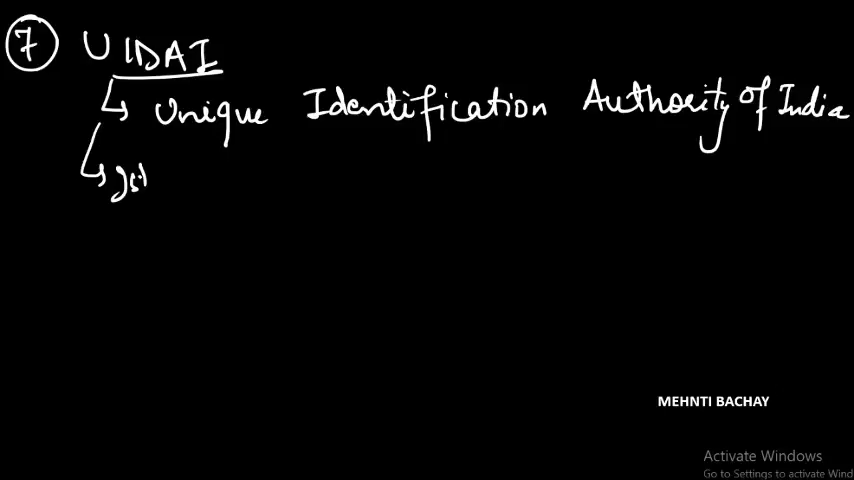 7 UIDAI
↳ Unique Identification Authority of India
↳
MEHNTI BACHAY
Activate Windows
Go to Settings to activate Wind